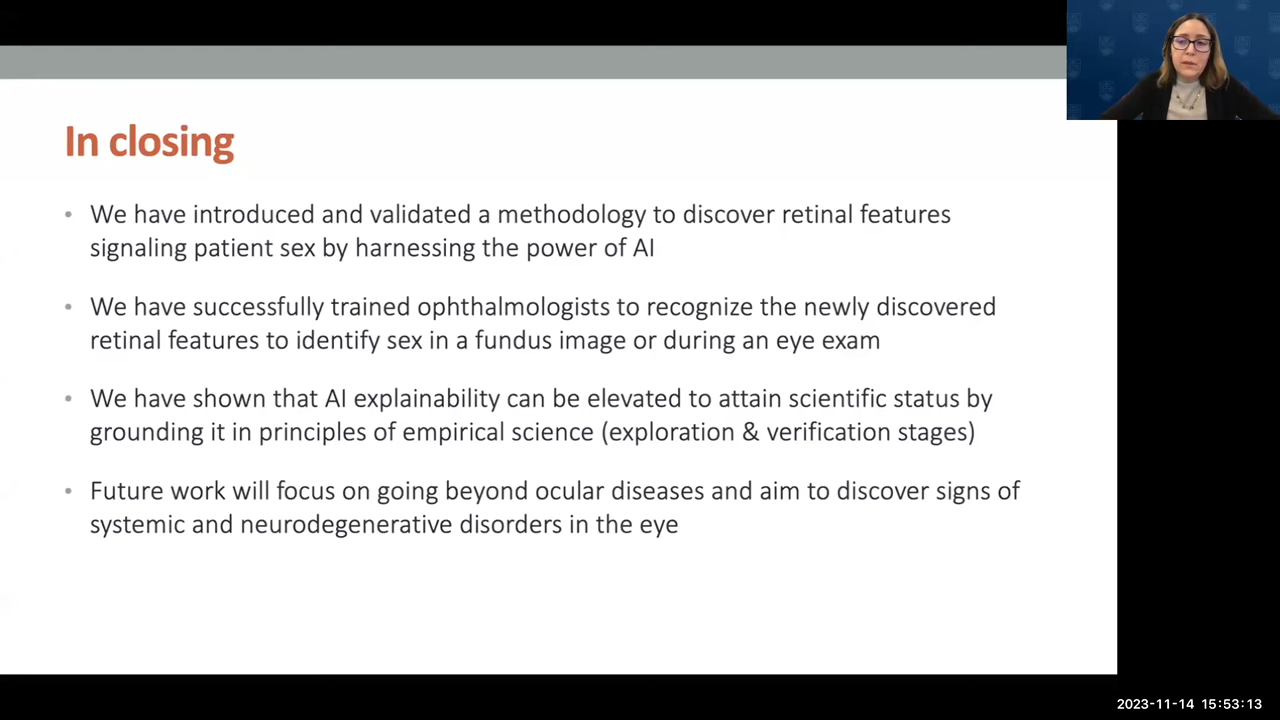 In closing
• We have introduced and validated a methodology to discover retinal features
signaling patient sex by harnessing the power of AI
• We have successfully trained ophthalmologists to recognize the newly discovered
retinal features to identify sex in a fundus image or during an eye exam
• We have shown that AI explainability can be elevated to attain scientific status by
grounding it in principles of empirical science (exploration & verification stages)
• Future work will focus on going beyond ocular diseases and aim to discover signs of
systemic and neurodegenerative disorders in the eye
2023-11-14 15:53:13